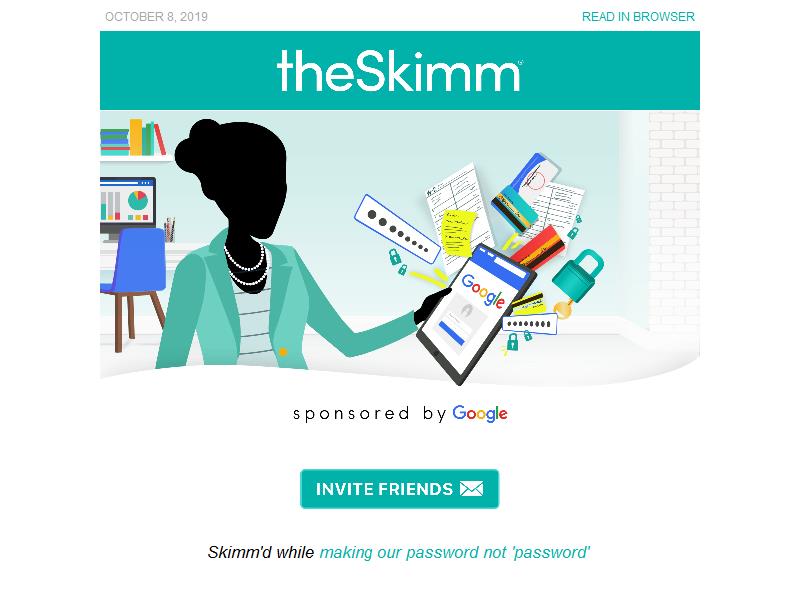 OCTOBER 8, 2019
READ IN BROWSER
theSkimm®
Google
sponsored by Google
INVITE FRIENDS
Skimm'd while making our password not 'password'